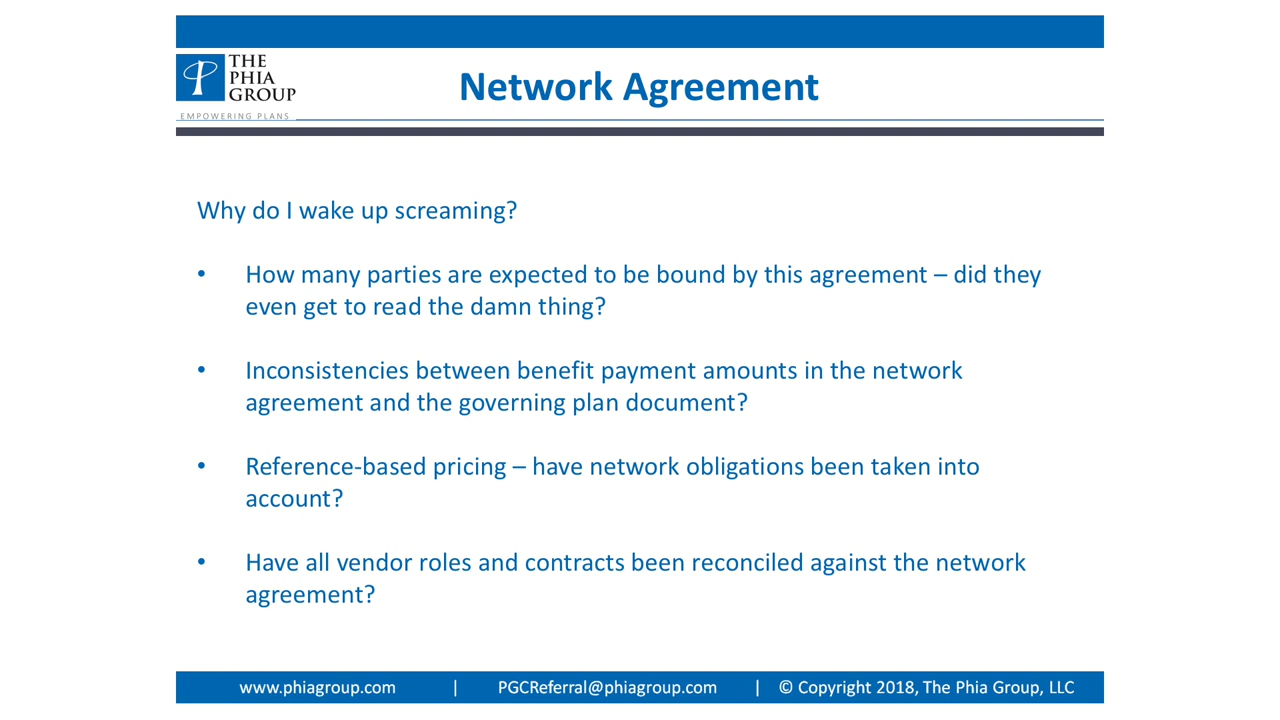 THE
PHIA
GROUP
EMPOWERING PLANS
Network Agreement
Why do I wake up screaming?
• How many parties are expected to be bound by this agreement – did they
even get to read the damn thing?
• Inconsistencies between benefit payment amounts in the network
agreement and the governing plan document?
• Reference-based pricing – have network obligations been taken into
account?
• Have all vendor roles and contracts been reconciled against the network
agreement?
www.phiagroup.com | PGCReferral@phiagroup.com | © Copyright 2018, The Phia Group, LLC